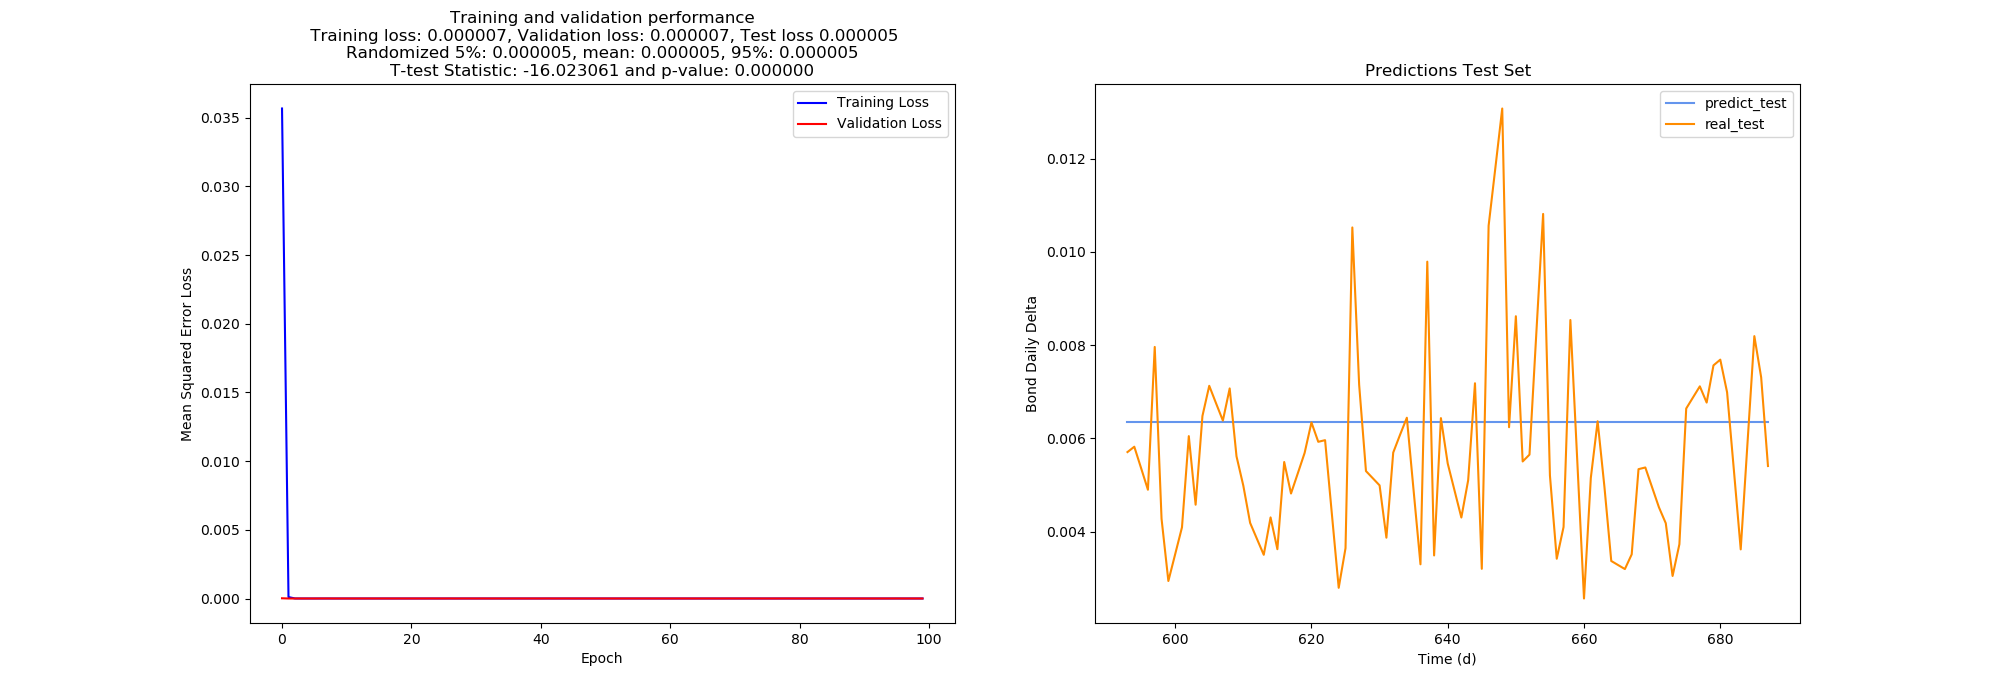 Training and validation performance
Training loss: 0.000007, Validation loss: 0.000007, Test loss 0.000005
Randomized 5%: 0.000005, mean: 0.000005, 95%: 0.000005
T-test Statistic: -16.023061 and p-value: 0.000000
Training Loss
Validation Loss
0.035
0.030
0.025
0.020
0.015
0.010
0.005
0.000
Mean Squared Error Loss
0 20 40 60 80 100
Epoch
Predictions Test Set
predict_test
real_test
0.012
0.010
0.008
0.006
0.004
Bond Daily Delta
600 620 640 660 680
Time (d)